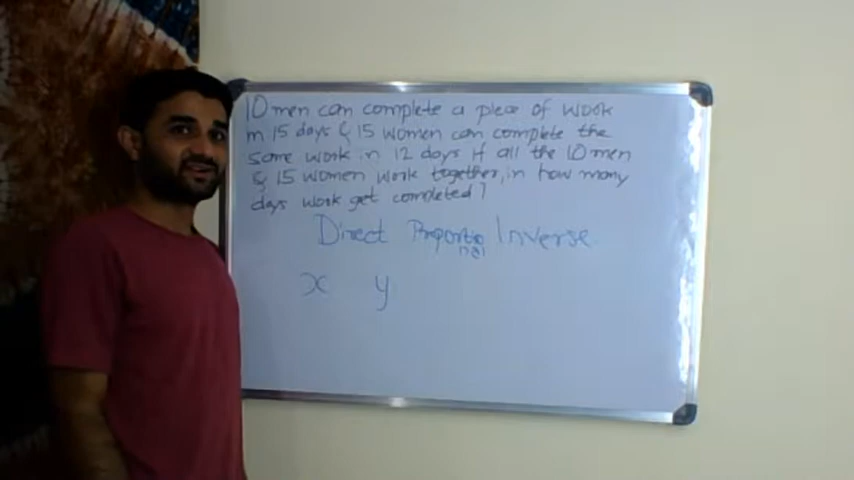 10 men can complete a piece of work
in 15 days & 15 women can complete the
same work in 12 days if all the 10 men
& 15 women work together, in how many
days work get completed?
Direct Proportional Inverse
x y